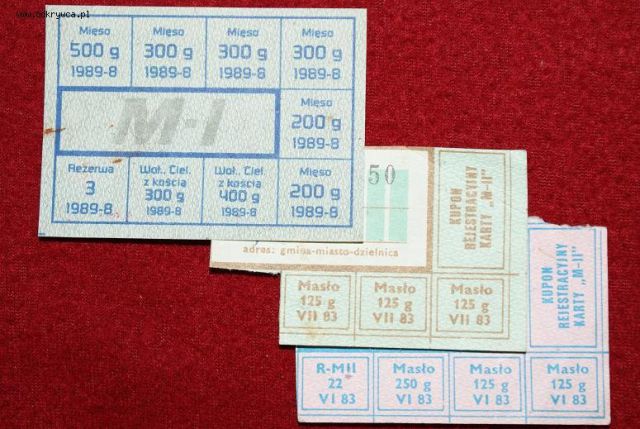 Mięso
500 g
1989-8
Mięso
300 g
1989-8
Mięso
300 g
1989-8
Mięso
300 g
1989-8
M-I
Mięso
200 g
1989-8
Rezerwa
3
1989-8
Woł., Ciel.
z kością
300 g
1989-8
Woł., Ciel.
z kością
400 g
1989-8
Mięso
200 g
1989-8
50
adres: gmina-miasto-dzielnica
KUPON
REJESTRACYJNY
KARTY „M-II"
Masło
125 g
VII 83
Masło
125 g
VII 83
Masło
125 g
VII 83
KUPON
REJESTRACYJNY
KARTY „M-II"
R-MII
22
VI 83
Masło
250 g
VI 83
Masło
125 g
VI 83
Masło
125 g
VI 83